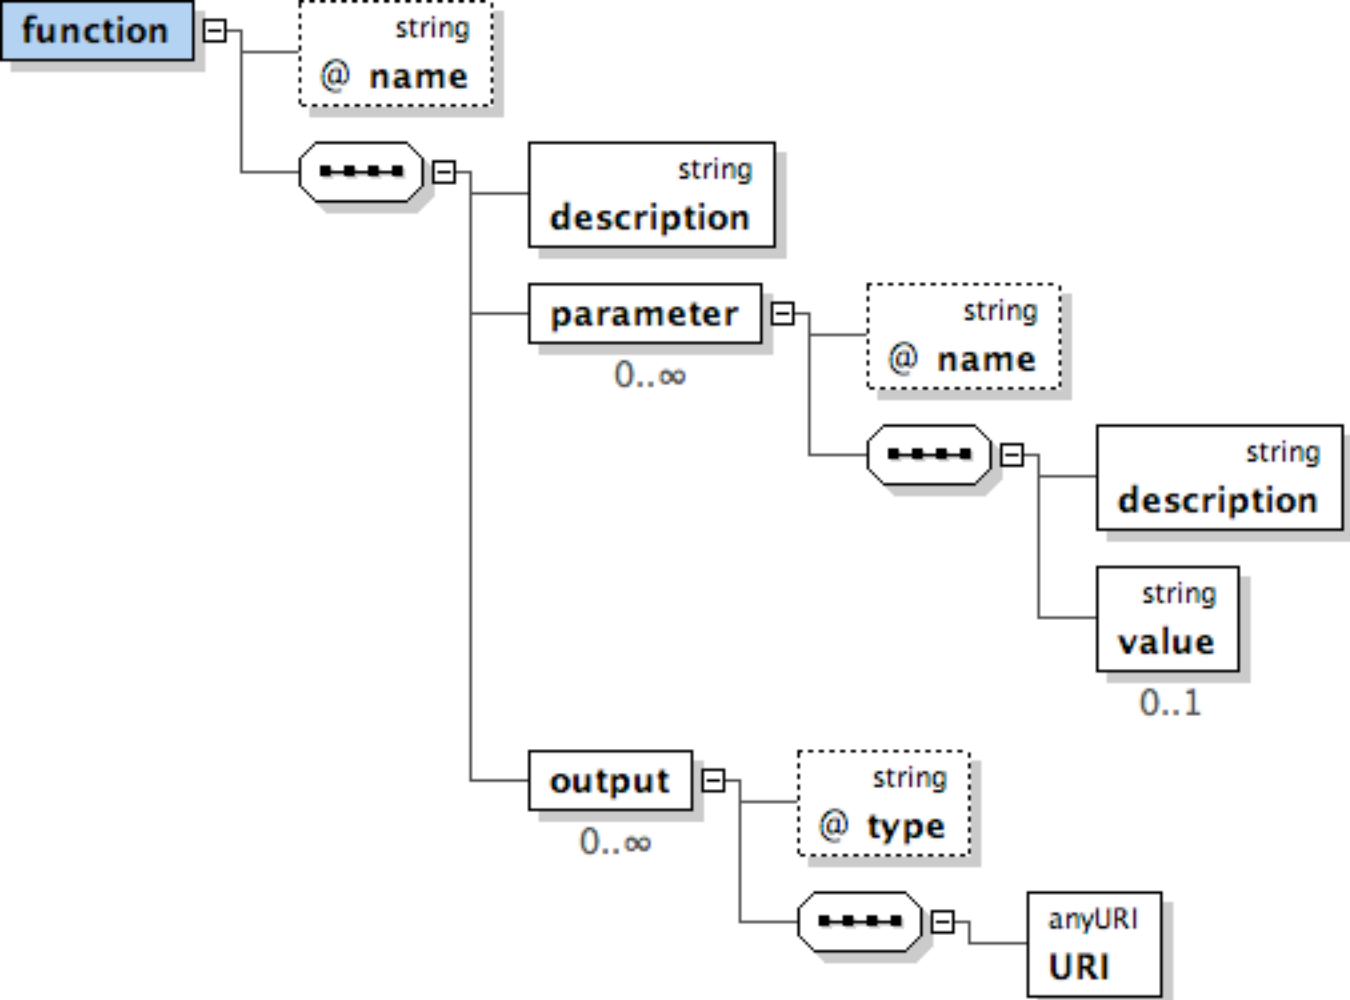 function
string
@ name
string
description
parameter
0..∞
string
@ name
string
description
string
value
0..1
output
0..∞
string
@ type
anyURI
URI